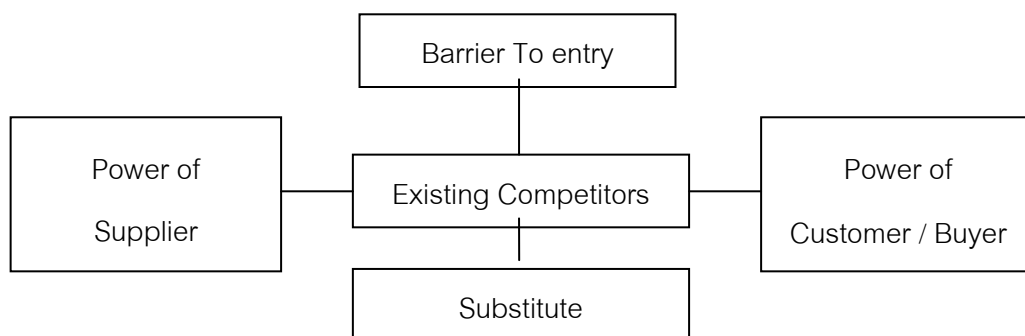 Barrier To entry
Power of
Supplier
Existing Competitors
Power of
Customer / Buyer
Substitute